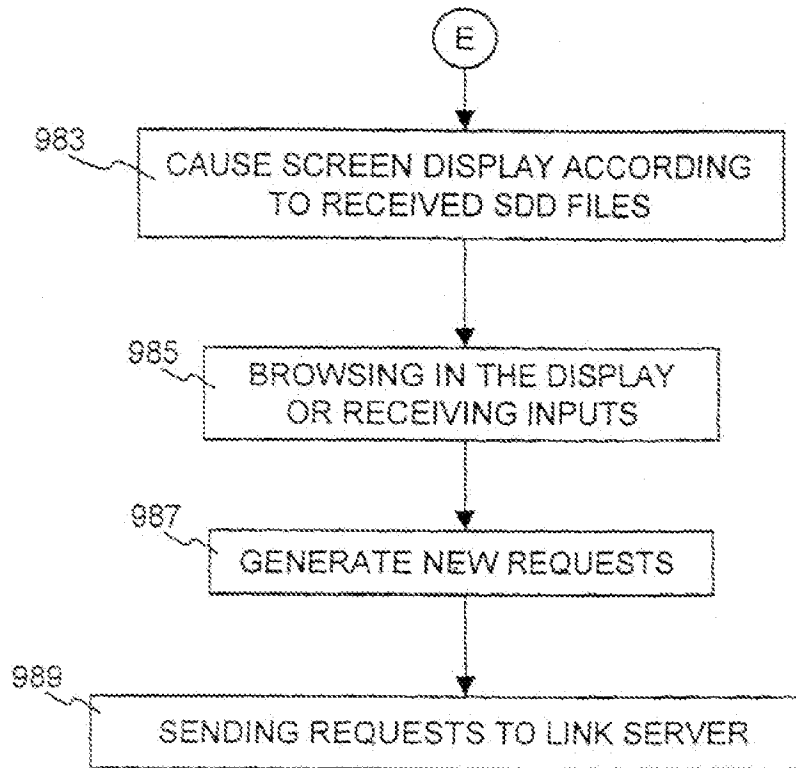 E
983
CAUSE SCREEN DISPLAY ACCORDING
TO RECEIVED SDD FILES
985
BROWSING IN THE DISPLAY
OR RECEIVING INPUTS
987
GENERATE NEW REQUESTS
989
SENDING REQUESTS TO LINK SERVER